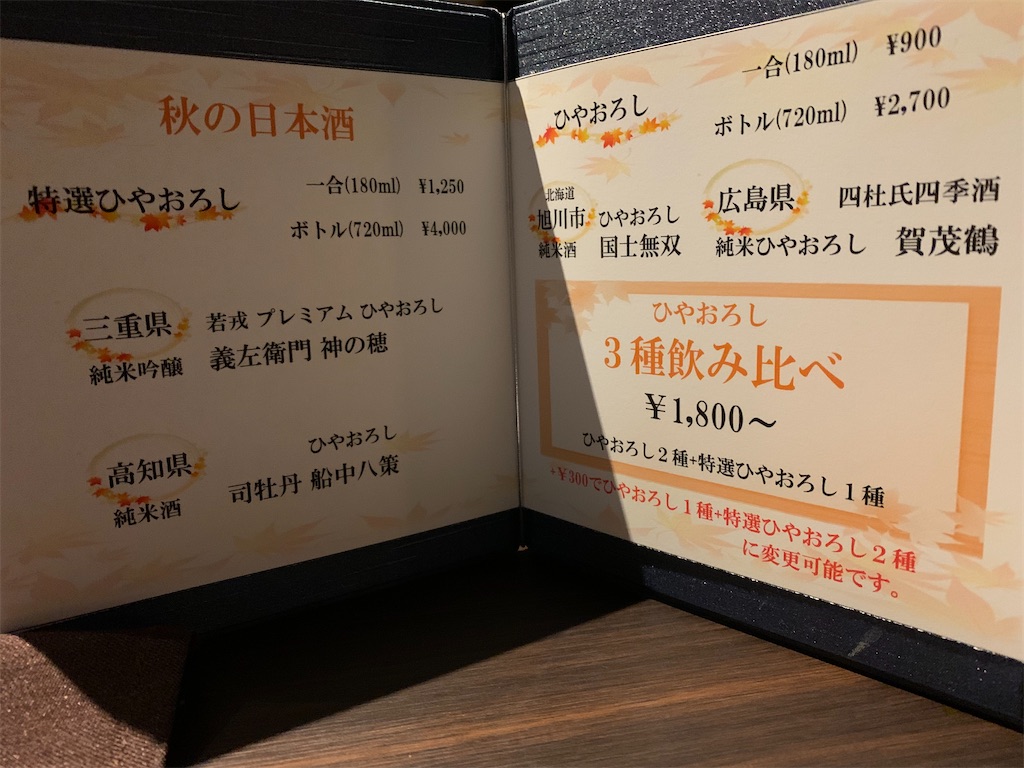 秋の日本酒
特選ひやおろし
一合(180ml) ¥1,250
ボトル(720ml) ¥4,000
三重県
純米吟醸
若戎 プレミアム ひやおろし
義左衛門 神の穂
高知県
純米酒
ひやおろし
司牡丹 船中八策
ひやおろし
一合(180ml) ¥900
ボトル(720ml) ¥2,700
北海道
旭川市
純米酒
ひやおろし
国士無双
広島県
四杜氏四季酒
純米ひやおろし 賀茂鶴
ひやおろし
3種飲み比べ
¥1,800〜
ひやおろし2種+特選ひやおろし1種
+¥300でひやおろし1種+特選ひやおろし2種
に変更可能です。